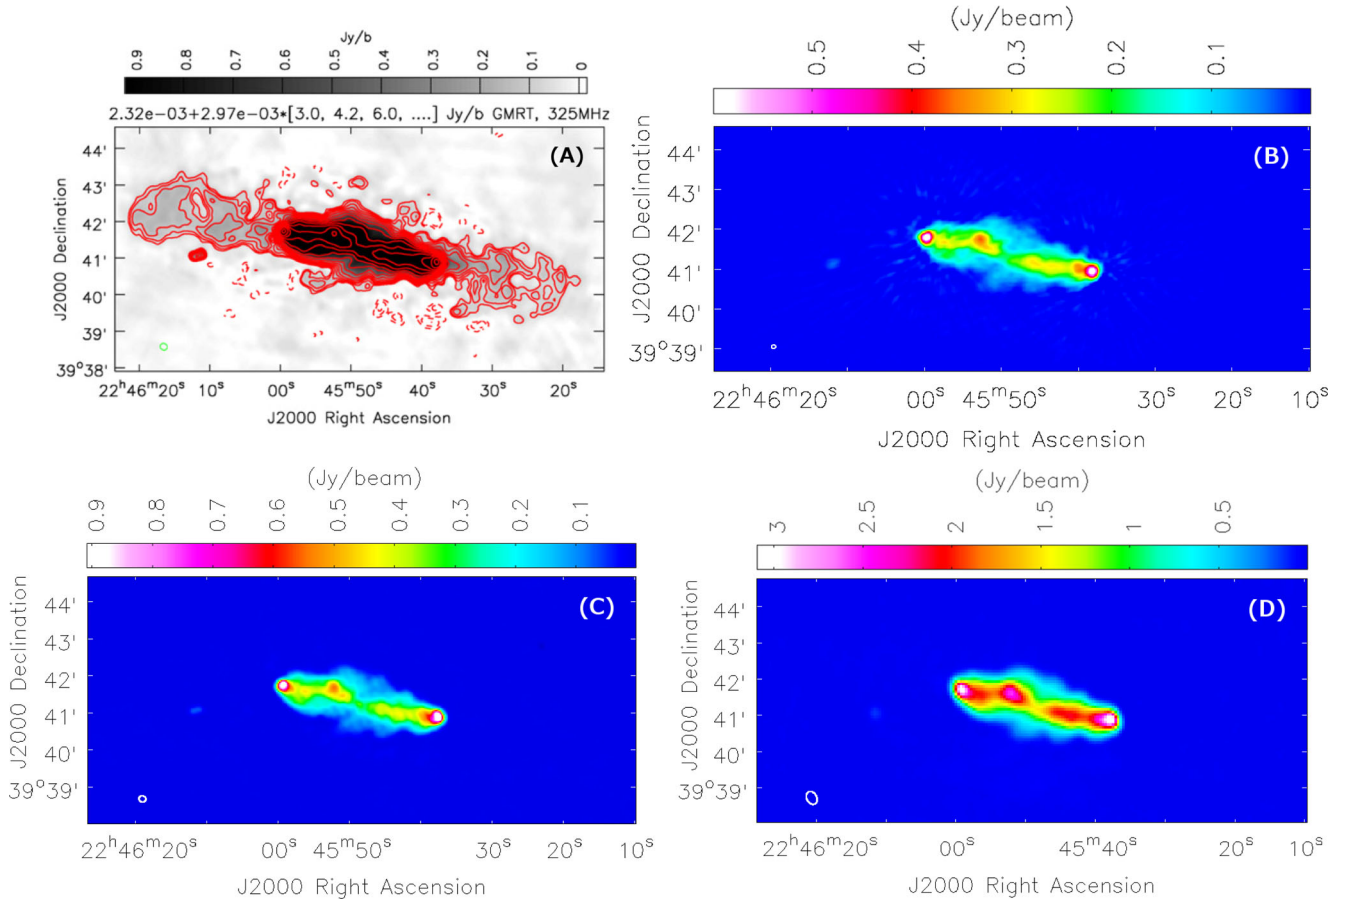 Jy/b
0.9 0.8 0.7 0.6 0.5 0.4 0.3 0.2 0.1 0
2.32e-03+2.97e-03*[3.0, 4.2, 6.0, ....] Jy/b GMRT, 325MHz
(A)
J2000 Declination
44'
43'
42'
41'
40'
39'
39°38'
22ʰ46ᵐ20ˢ 10ˢ 00ˢ 45ᵐ50ˢ 40ˢ 30ˢ 20ˢ
J2000 Right Ascension
(Jy/beam)
0.5 0.4 0.3 0.2 0.1
(B)
J2000 Declination
44'
43'
42'
41'
40'
39°39'
22ʰ46ᵐ20ˢ 00ˢ 45ᵐ50ˢ 30ˢ 20ˢ 10ˢ
J2000 Right Ascension
(Jy/beam)
0.9 0.8 0.7 0.6 0.5 0.4 0.3 0.2 0.1
(C)
J2000 Declination
44'
43'
42'
41'
40'
39°39'
22ʰ46ᵐ20ˢ 00ˢ 45ᵐ50ˢ 30ˢ 20ˢ 10ˢ
J2000 Right Ascension
(Jy/beam)
3 2.5 2 1.5 1 0.5
(D)
J2000 Declination
44'
43'
42'
41'
40'
39°39'
22ʰ46ᵐ20ˢ 00ˢ 45ᵐ40ˢ 20ˢ 10ˢ
J2000 Right Ascension